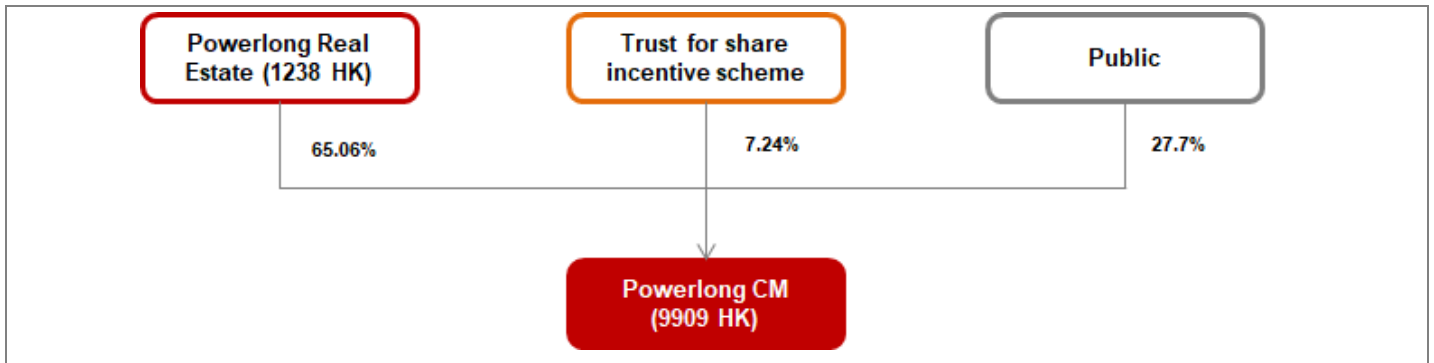 Powerlong Real
Estate (1238 HK)
Trust for share
incentive scheme
Public
65.06%
7.24%
27.7%
Powerlong CM
(9909 HK)